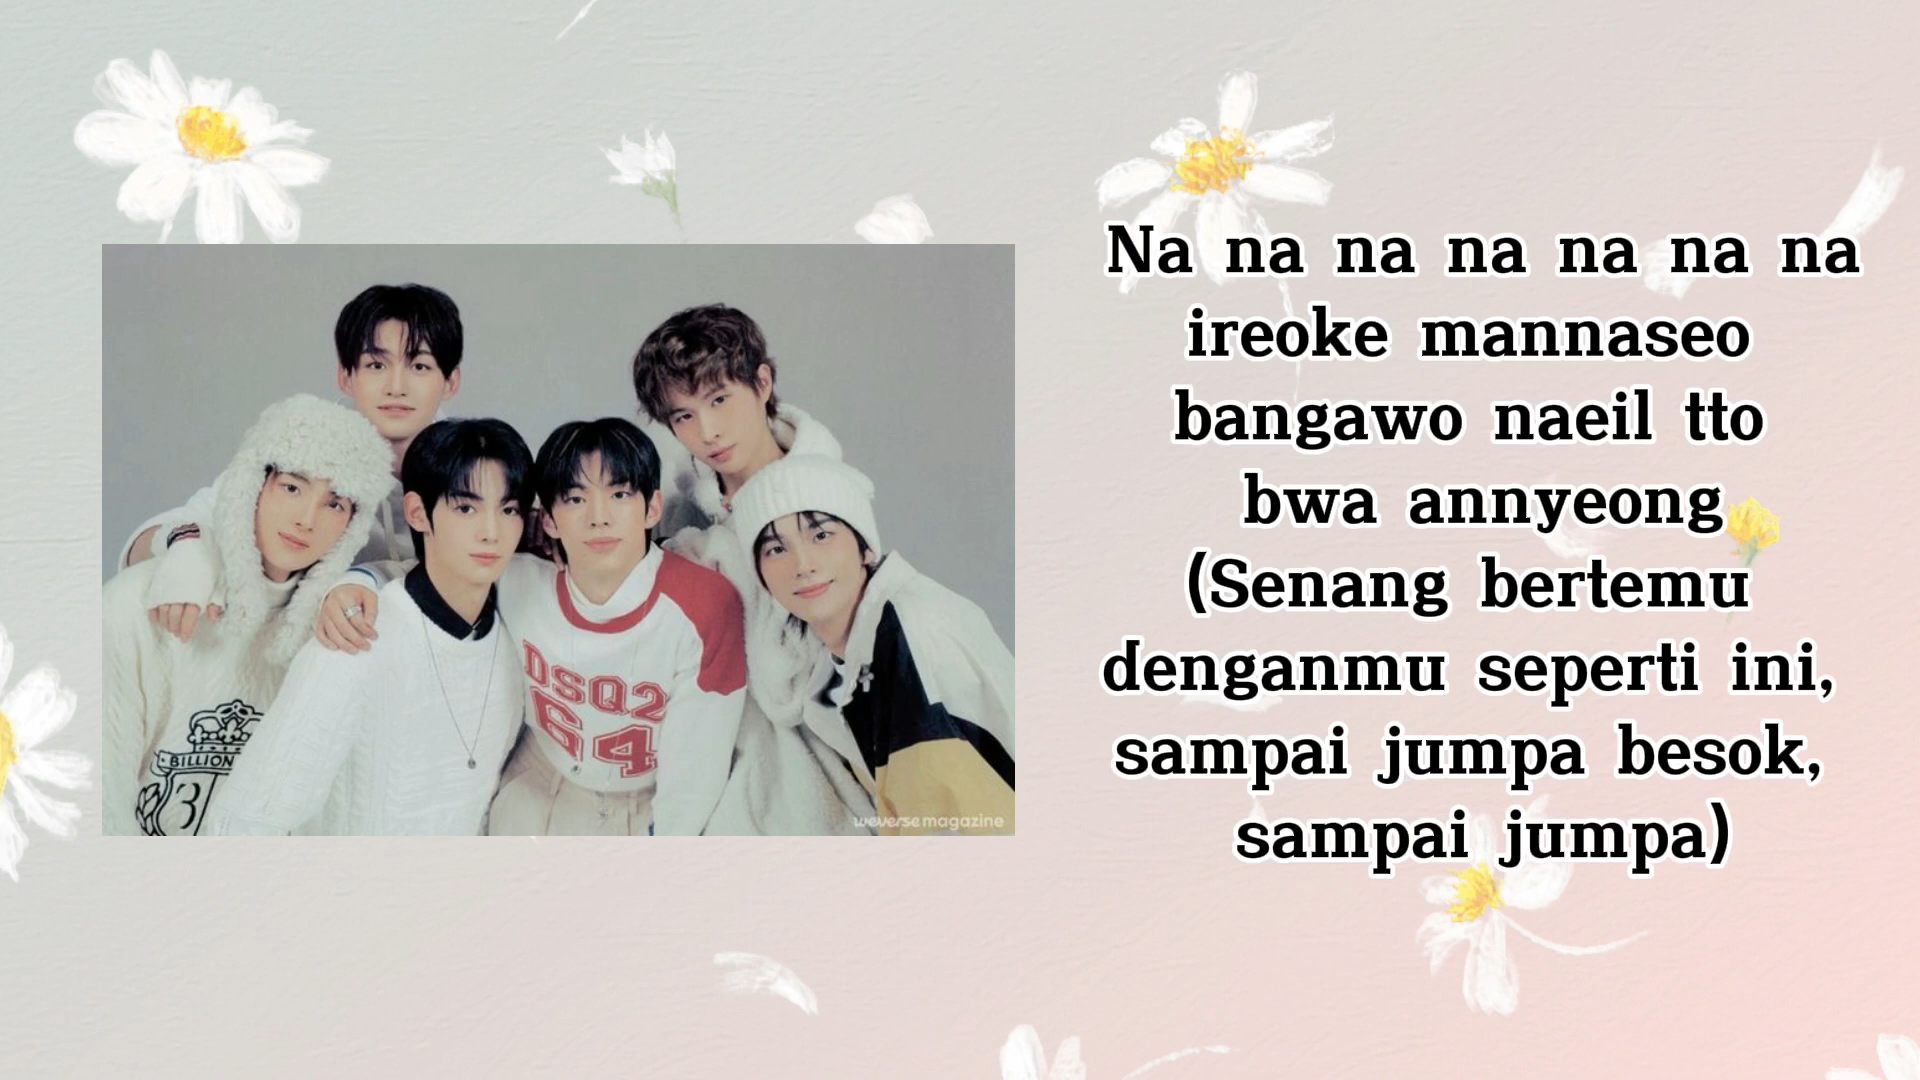 Na na na na na na na
ireoke mannaseo
bangawo naeil tto
bwa annyeong
(Senang bertemu
denganmu seperti ini,
sampai jumpa besok,
sampai jumpa)
DSQ2
64
BILLION
3
weverse magazine